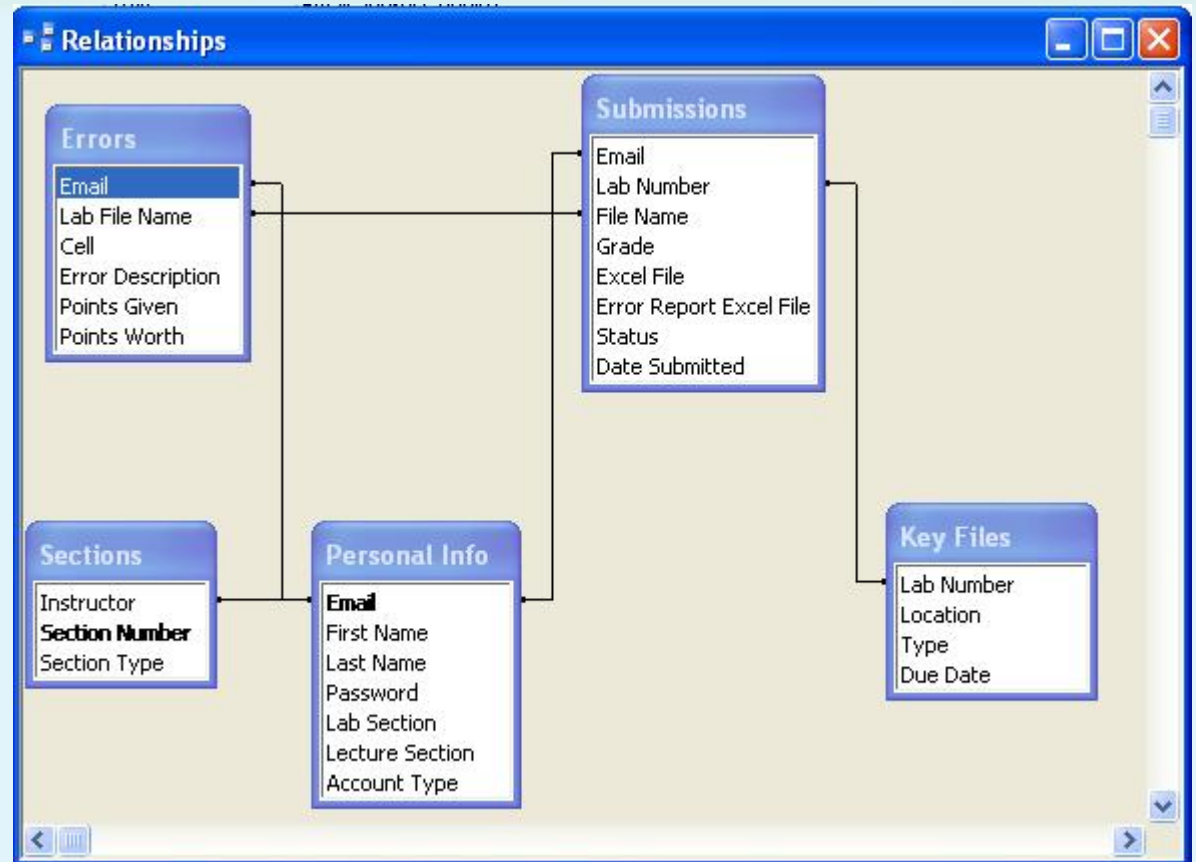 Relationships
Errors
Email
Lab File Name
Cell
Error Description
Points Given
Points Worth
Submissions
Email
Lab Number
File Name
Grade
Excel File
Error Report Excel File
Status
Date Submitted
Sections
Instructor
Section Number
Section Type
Personal Info
Email
First Name
Last Name
Password
Lab Section
Lecture Section
Account Type
Key Files
Lab Number
Location
Type
Due Date